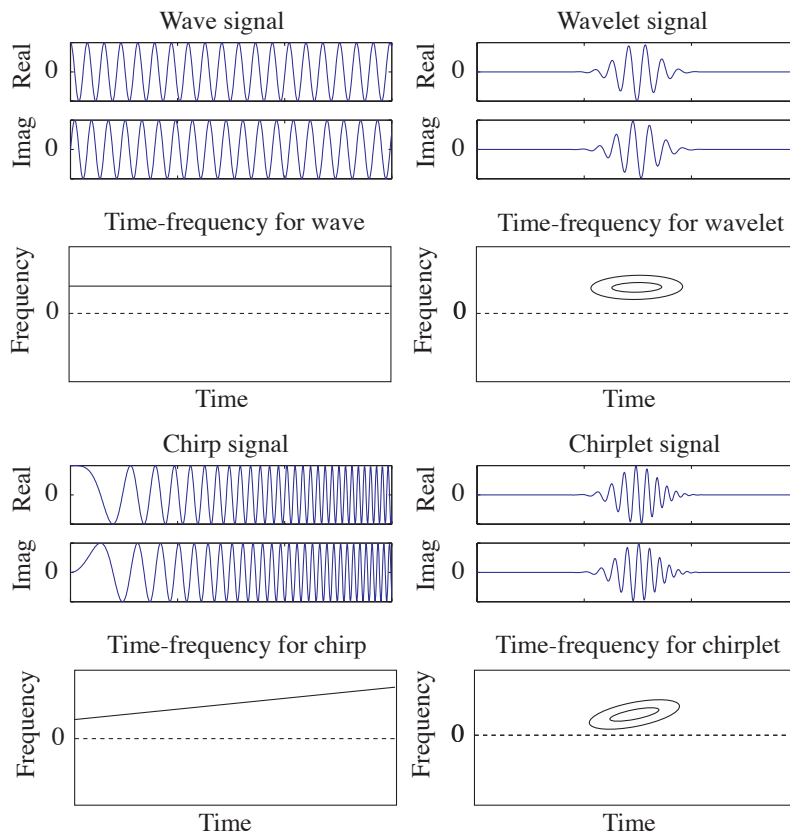 Wave signal
Real
0
Imag
0
Time-frequency for wave
Frequency
0
Time
Wavelet signal
Real
0
Imag
0
Time-frequency for wavelet
Frequency
0
Time
Chirp signal
Real
0
Imag
0
Time-frequency for chirp
Frequency
0
Time
Chirplet signal
Real
0
Imag
0
Time-frequency for chirplet
Frequency
0
Time